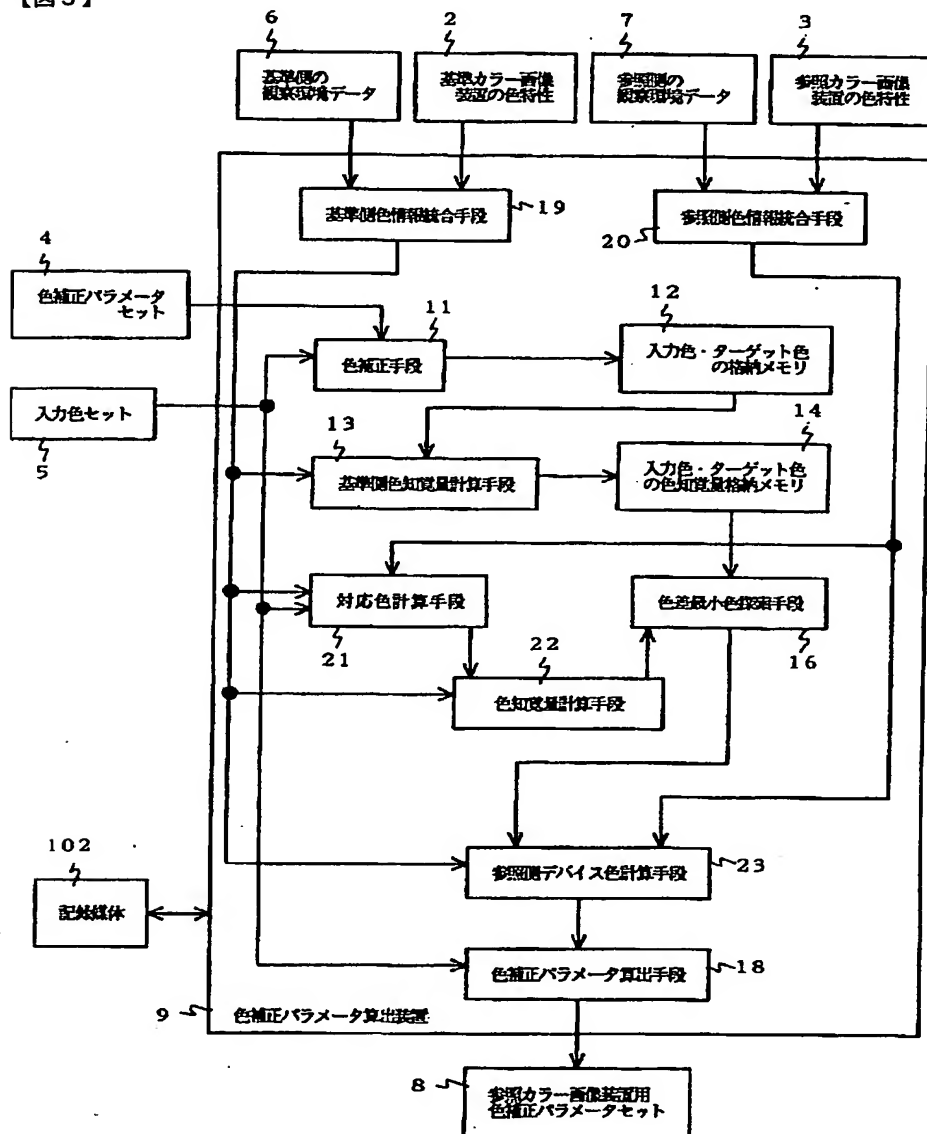 6
2
7
3
基準側の
観察環境データ
基準カラー画像
装置の色特性
参照側の
観察環境データ
参照カラー画像
装置の色特性
基準側色情報統合手段
19
参照側色情報統合手段
20
4
色補正パラメータ
セット
11
色補正手段
12
入力色・ターゲット色
の格納メモリ
入力色セット
5
13
基準側色知覚量計算手段
14
入力色・ターゲット色
の色知覚量格納メモリ
対応色計算手段
21
色差最小色探索手段
16
22
色知覚量計算手段
102
記録媒体
参照側デバイス色計算手段
23
色補正パラメータ算出手段
18
9
色補正パラメータ算出装置
8
参照カラー画像装置用
色補正パラメータセット